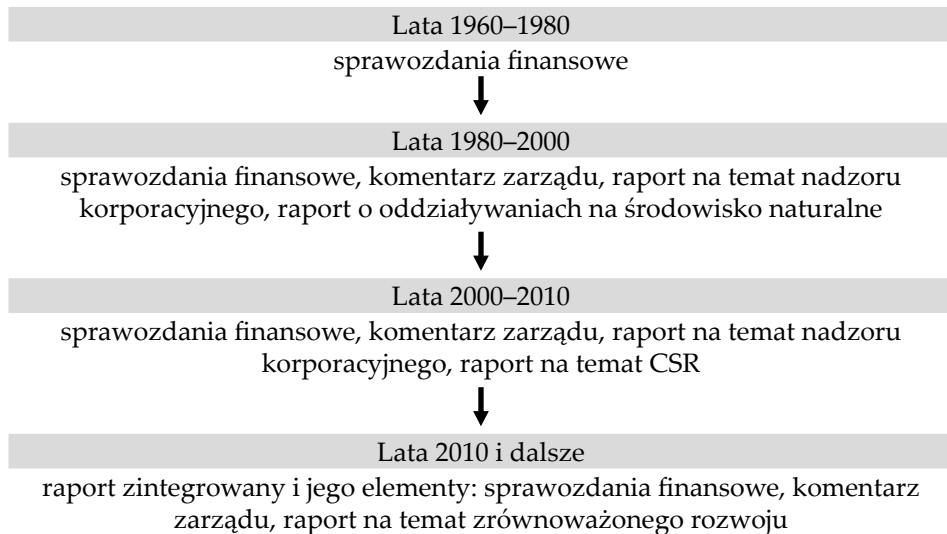 Lata 1960–1980
sprawozdania finansowe
Lata 1980–2000
sprawozdania finansowe, komentarz zarządu, raport na temat nadzoru
korporacyjnego, raport o oddziaływaniach na środowisko naturalne
Lata 2000–2010
sprawozdania finansowe, komentarz zarządu, raport na temat nadzoru
korporacyjnego, raport na temat CSR
Lata 2010 i dalsze
raport zintegrowany i jego elementy: sprawozdania finansowe, komentarz
zarządu, raport na temat zrównoważonego rozwoju